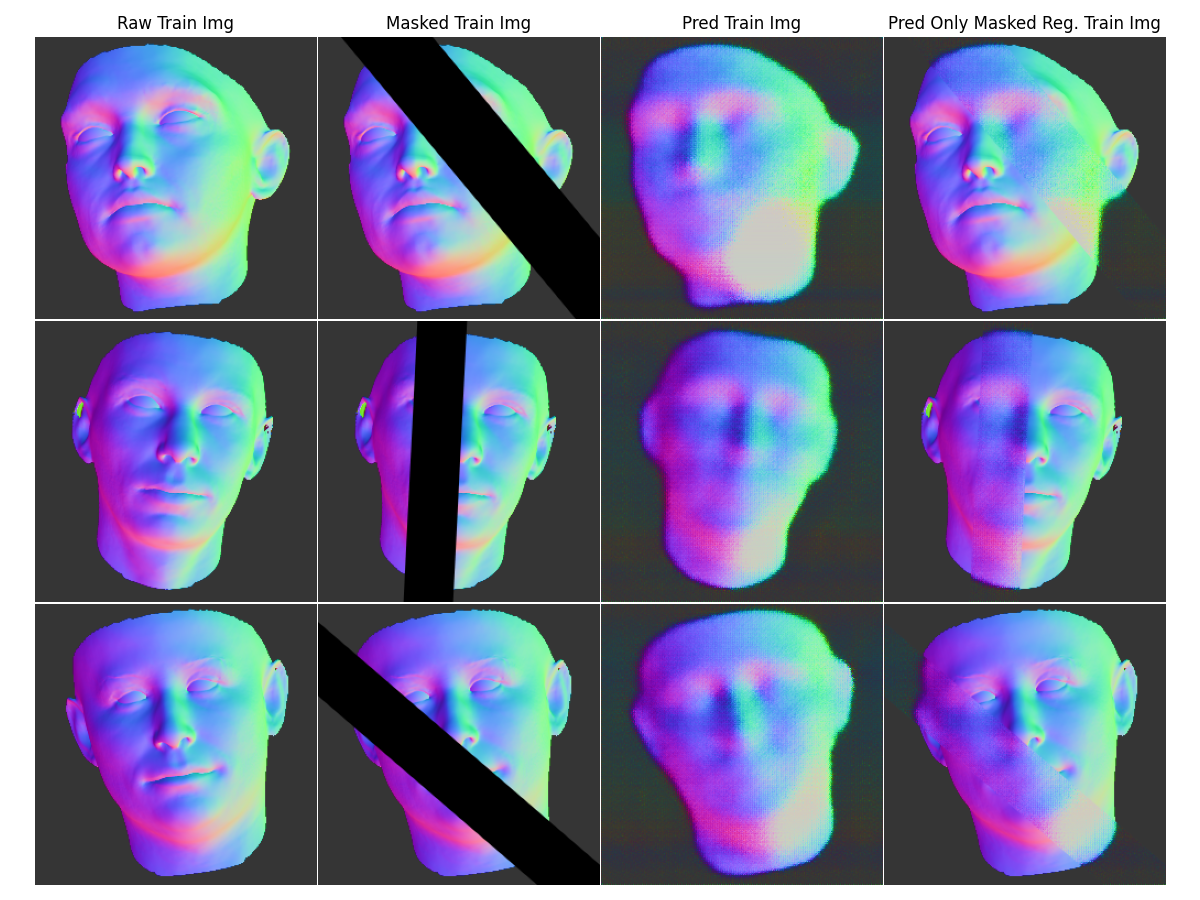 Raw Train Img
Masked Train Img
Pred Train Img
Pred Only Masked Reg. Train Img